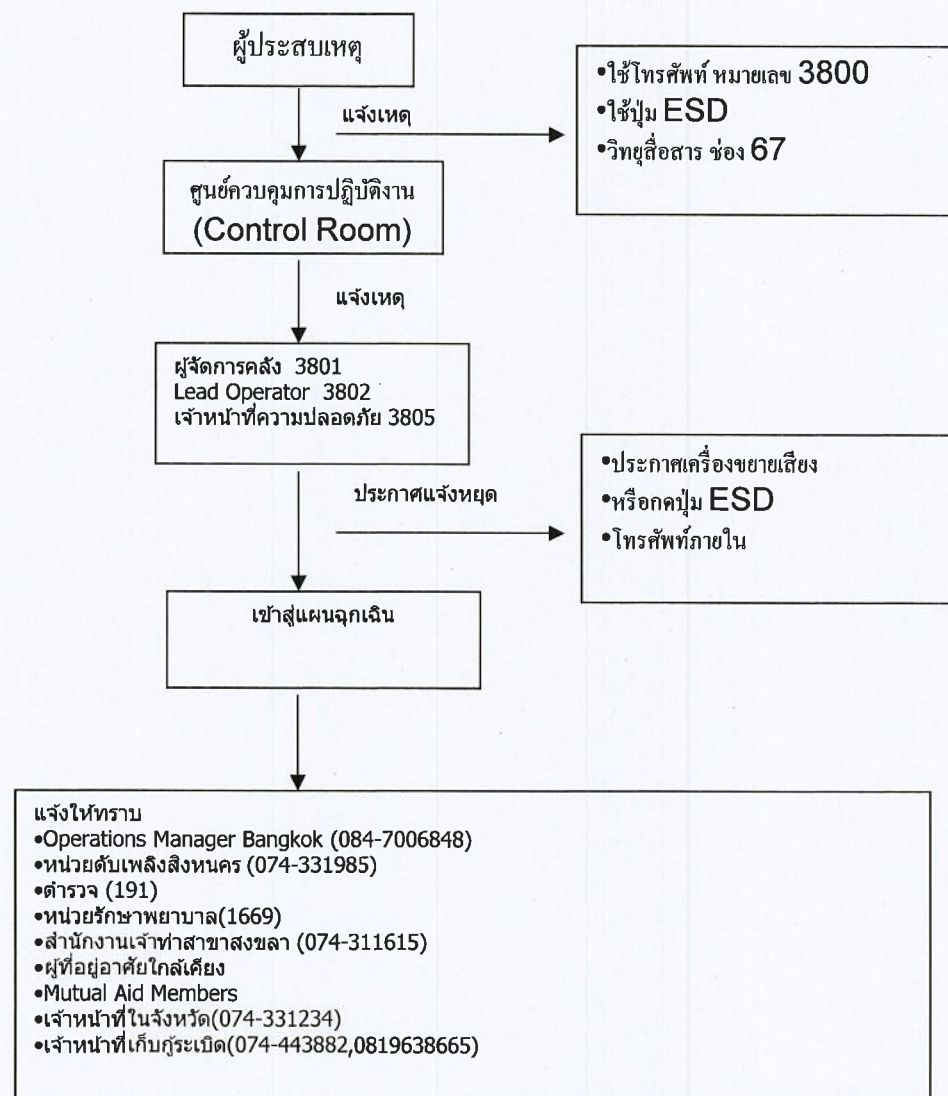 ผู้ประสบเหตุ
แจ้งเหตุ
•ใช้โทรศัพท์ หมายเลข 3800
•ใช้ปุ่ม ESD
•วิทยุสื่อสาร ช่อง 67
ศูนย์ควบคุมการปฏิบัติงาน
(Control Room)
แจ้งเหตุ
ผู้จัดการคลัง 3801
Lead Operator 3802
เจ้าหน้าที่ความปลอดภัย 3805
ประกาศแจ้งหยุด
•ประกาศเครื่องขยายเสียง
•หรือกดปุ่ม ESD
•โทรศัพท์ภายใน
เข้าสู่แผนฉุกเฉิน
แจ้งให้ทราบ
•Operations Manager Bangkok (084-7006848)
•หน่วยดับเพลิงสิงหนคร (074-331985)
•ตำรวจ (191)
•หน่วยรักษาพยาบาล(1669)
•สำนักงานเจ้าท่าสาขาสงขลา (074-311615)
•ผู้ที่อยู่อาศัยใกล้เคียง
•Mutual Aid Members
•เจ้าหน้าที่ในจังหวัด(074-331234)
•เจ้าหน้าที่เก็บกู้ระเบิด(074-443882,0819638665)